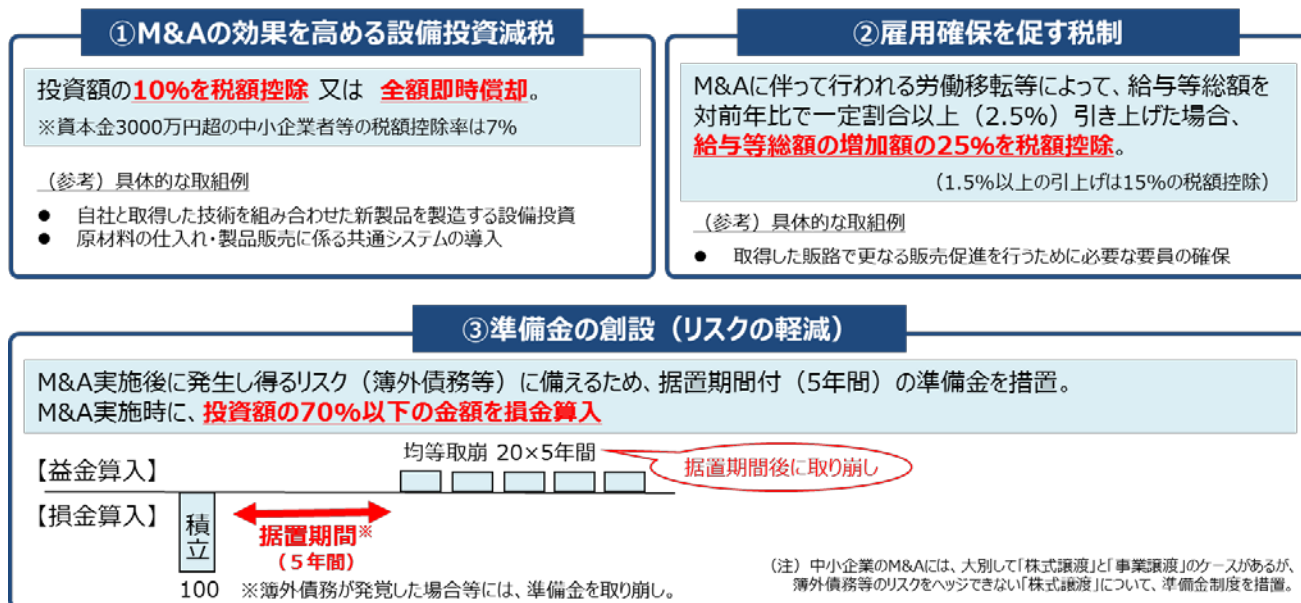 ①M&Aの効果を高める設備投資減税
投資額の10%を税額控除 又は 全額即時償却。
※資本金3000万円超の中小企業者等の税額控除率は7%
(参考)具体的な取組例
● 自社と取得した技術を組み合わせた新製品を製造する設備投資
● 原材料の仕入れ・製品販売に係る共通システムの導入
②雇用確保を促す税制
M&Aに伴って行われる労働移転等によって、給与等総額を
対前年比で一定割合以上(2.5%)引き上げた場合、
給与等総額の増加額の25%を税額控除。
(1.5%以上の引上げは15%の税額控除)
(参考)具体的な取組例
● 取得した販路で更なる販売促進を行うために必要な要員の確保
③準備金の創設(リスクの軽減)
M&A実施後に発生し得るリスク(簿外債務等)に備えるため、据置期間付(5年間)の準備金を措置。
M&A実施時に、投資額の70%以下の金額を損金算入
均等取崩 20×5年間
据置期間後に取り崩し
【益金算入】
【損金算入】
積立
据置期間※
(5年間)
100
※簿外債務が発覚した場合等には、準備金を取り崩し。
(注)中小企業のM&Aには、大別して「株式譲渡」と「事業譲渡」のケースがあるが、
簿外債務等のリスクをヘッジできない「株式譲渡」について、準備金制度を措置。